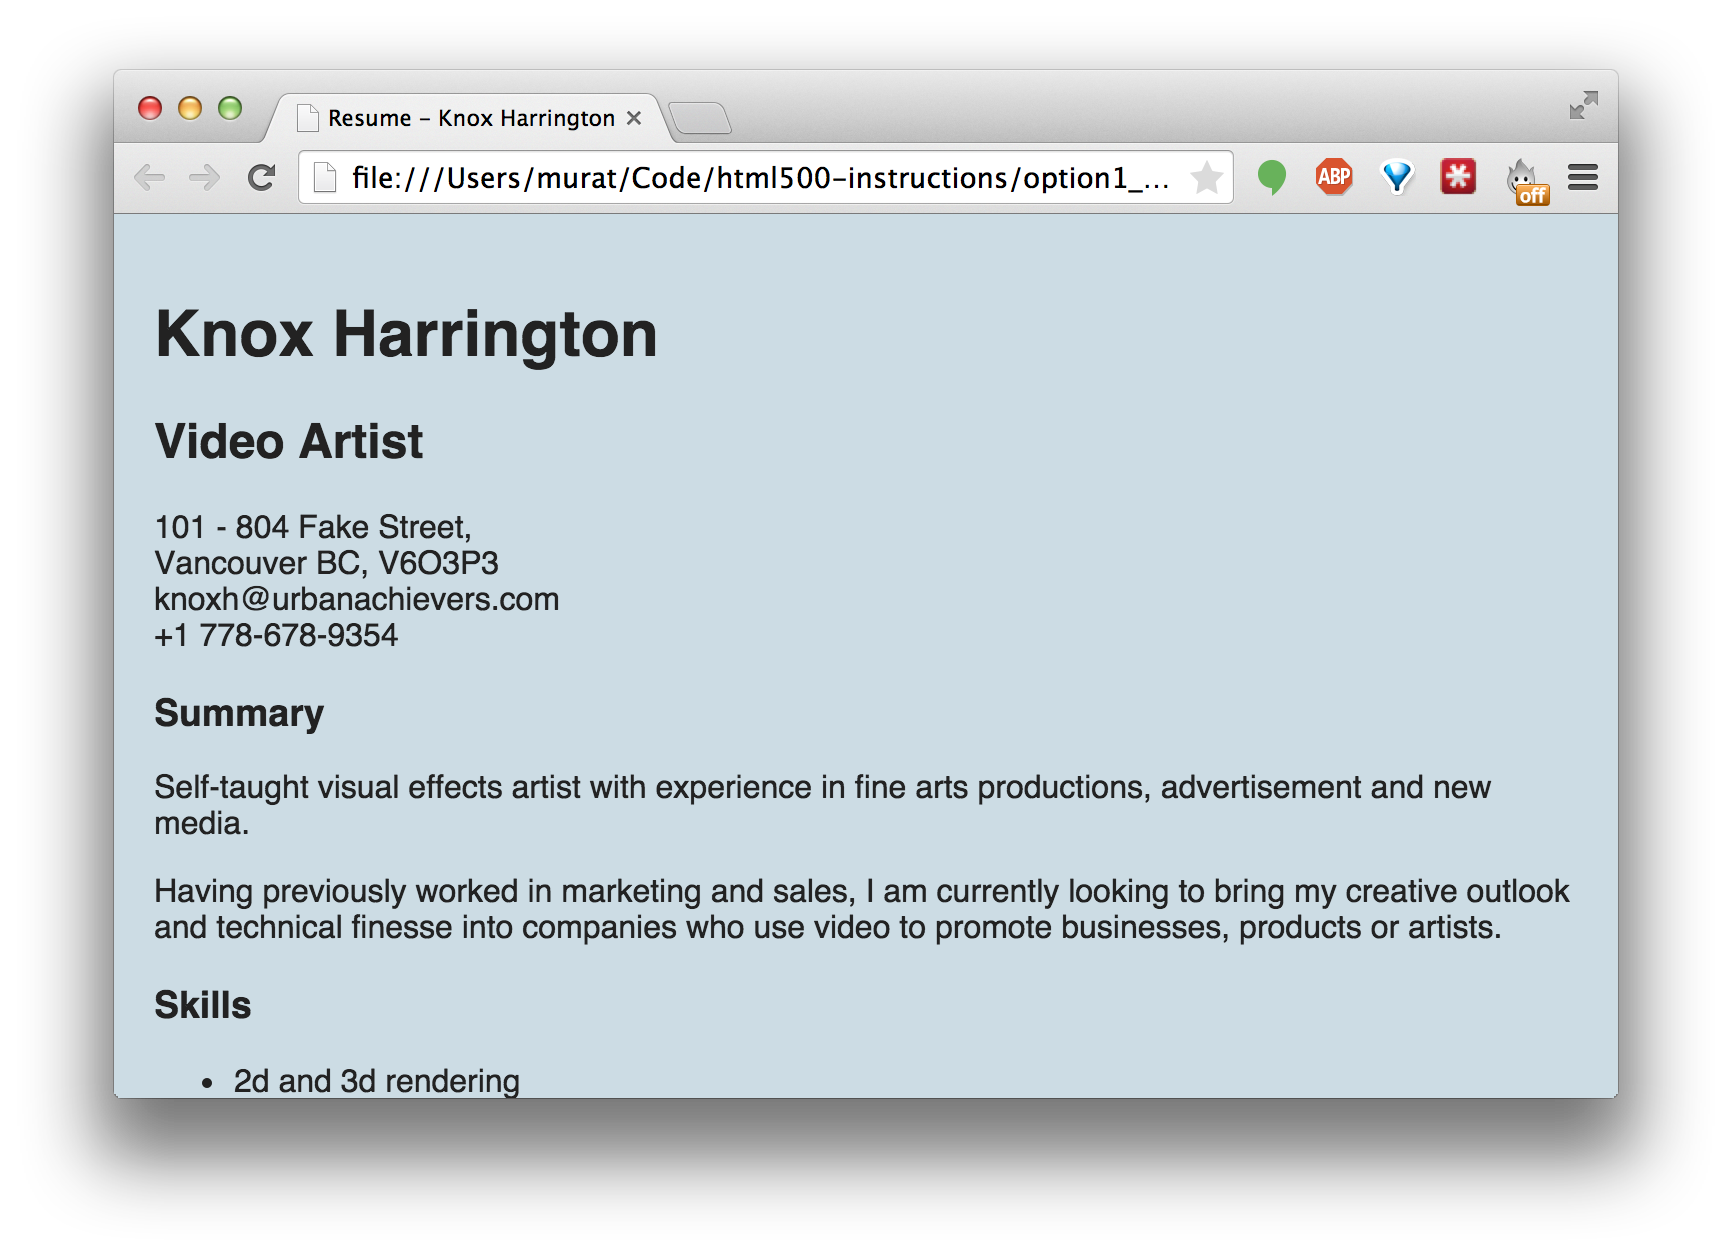 Resume – Knox Harrington
file:///Users/murat/Code/html500-instructions/option1_...
ABP
off
Knox Harrington
Video Artist
101 - 804 Fake Street,
Vancouver BC, V6O3P3
knoxh@urbanachievers.com
+1 778-678-9354
Summary
Self-taught visual effects artist with experience in fine arts productions, advertisement and new
media.
Having previously worked in marketing and sales, I am currently looking to bring my creative outlook
and technical finesse into companies who use video to promote businesses, products or artists.
Skills
• 2d and 3d rendering